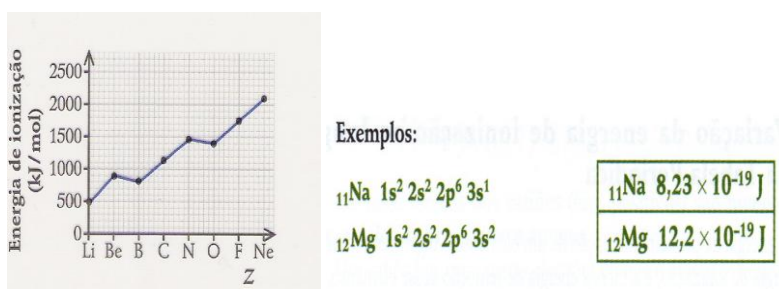 Energia de ionização
(kJ / mol)
2500
2000
1500
1000
500
0
Li Be B C N O F Ne
Z
Exemplos:
₁₁Na 1s² 2s² 2p⁶ 3s¹
₁₂Mg 1s² 2s² 2p⁶ 3s²
₁₁Na 8,23 × 10⁻¹⁹ J
₁₂Mg 12,2 × 10⁻¹⁹ J